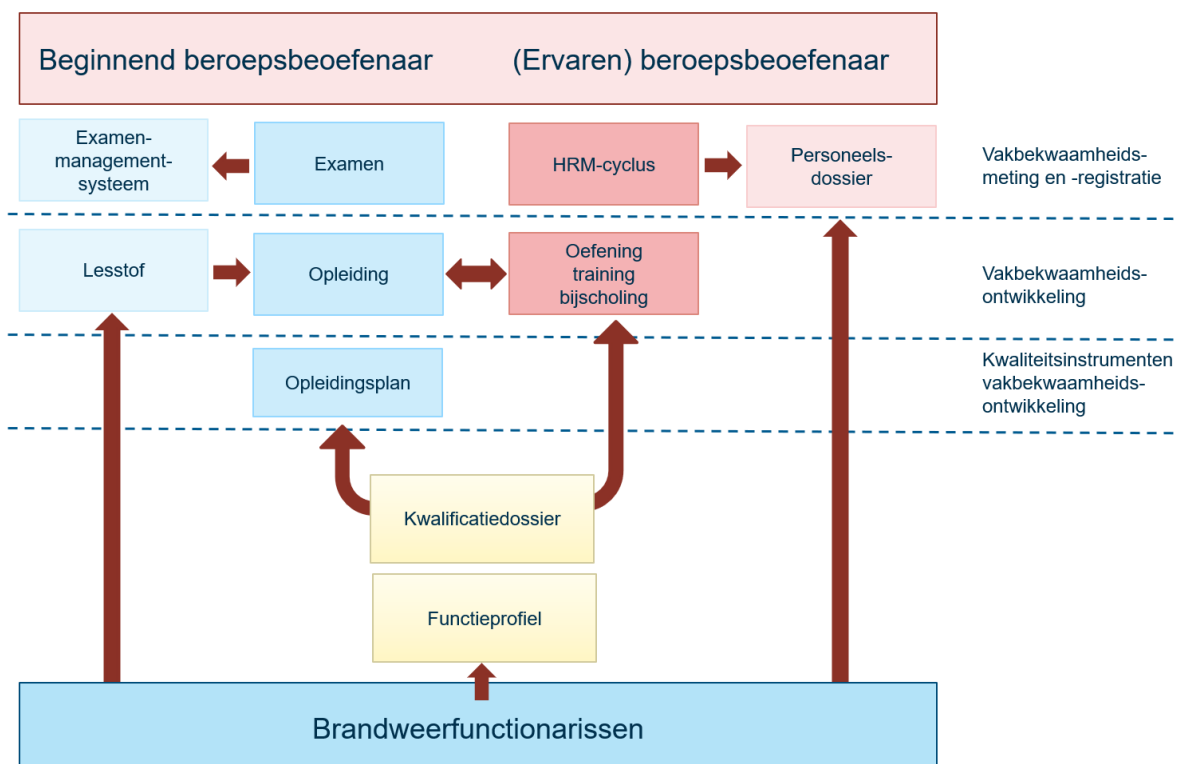 Beginnend beroepsbeoefenaar
(Ervaren) beroepsbeoefenaar
Examen-
management-
systeem
Examen
HRM-cyclus
Personeels-
dossier
Vakbekwaamheids-
meting en -registratie
Lesstof
Opleiding
Oefening
training
bijscholing
Vakbekwaamheids-
ontwikkeling
Opleidingsplan
Kwaliteitsinstrumenten
vakbekwaamheids-
ontwikkeling
Kwalificatiedossier
Functieprofiel
Brandweerfunctionarissen